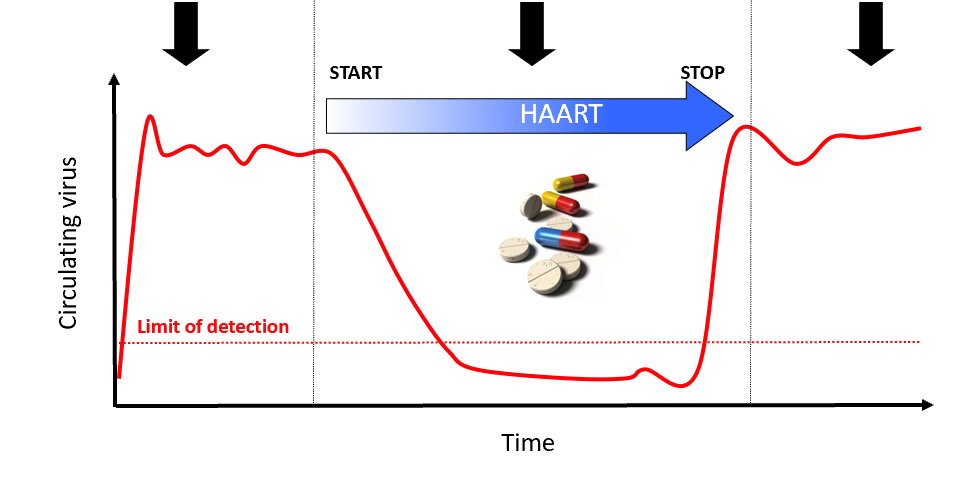 START
STOP
HAART
Circulating virus
Limit of detection
Time